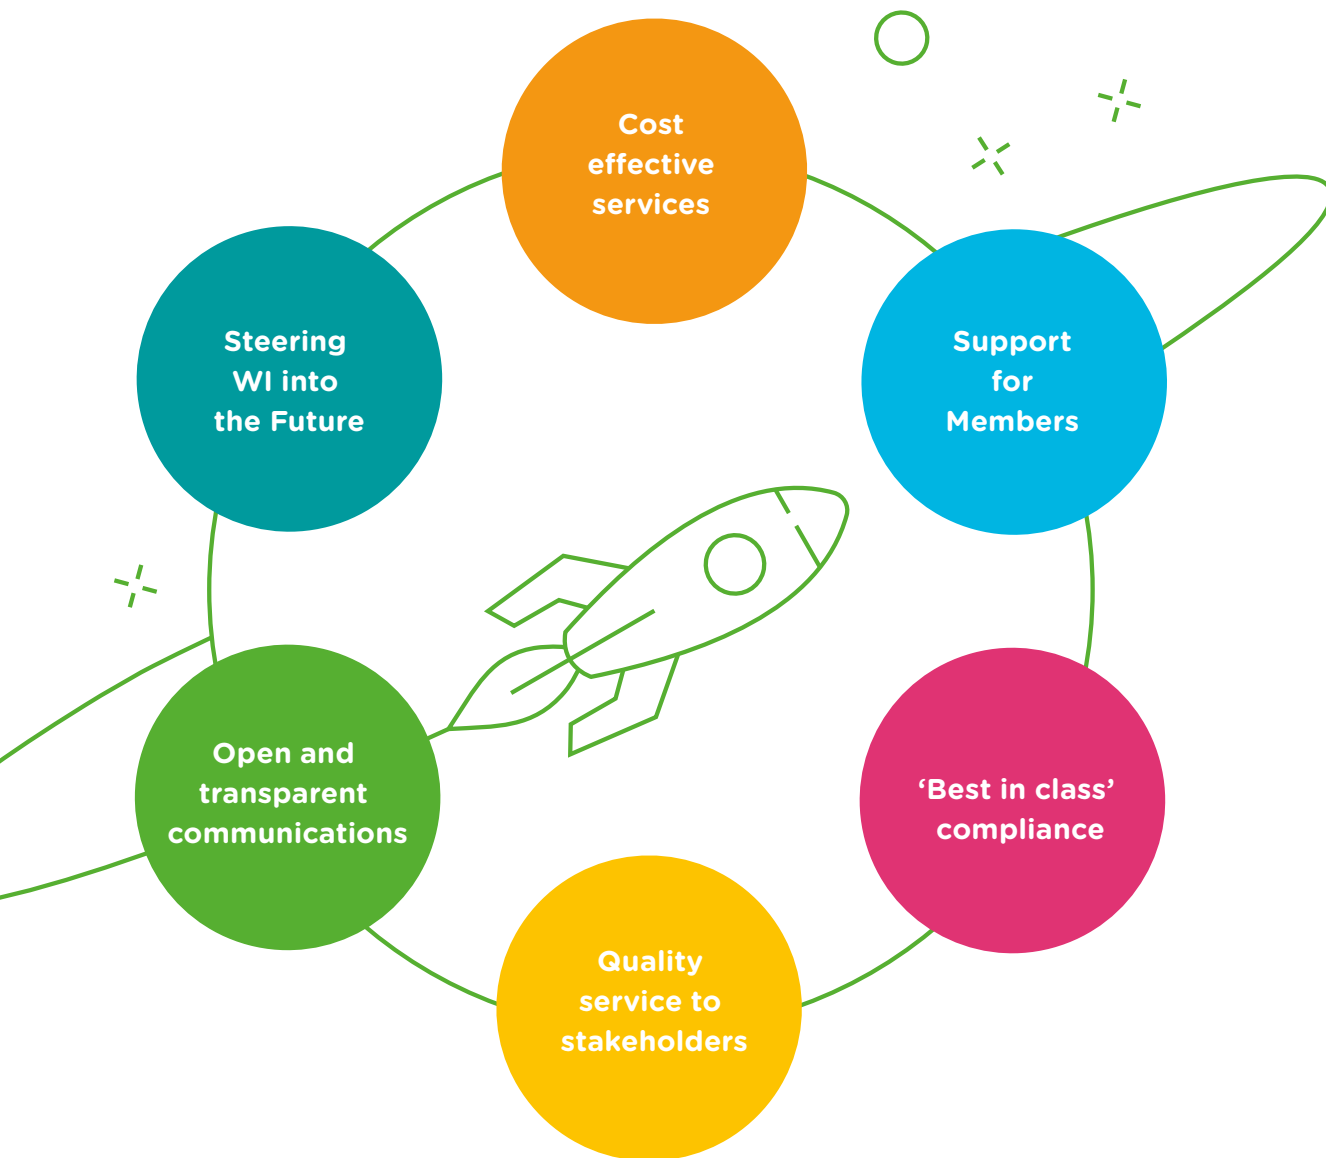 Cost
effective
services
Support
for
Members
‘Best in class’
compliance
Quality
service to
stakeholders
Open and
transparent
communications
Steering
WI into
the Future